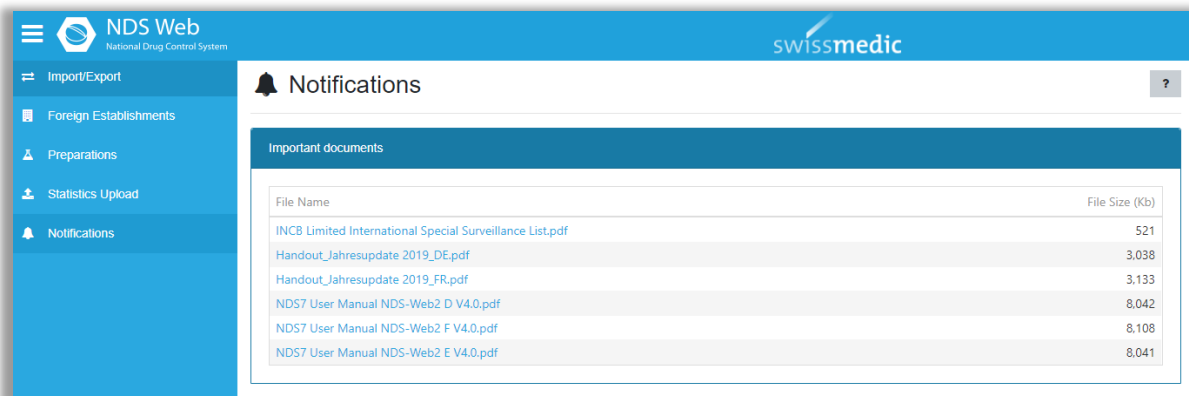 NDS Web
National Drug Control System
swissmedic
Import/Export
Foreign Establishments
Preparations
Statistics Upload
Notifications
Notifications
?
Important documents
File Name File Size (Kb)
INCB Limited International Special Surveillance List.pdf 521
Handout_Jahresupdate 2019_DE.pdf 3,038
Handout_Jahresupdate 2019_FR.pdf 3,133
NDS7 User Manual NDS-Web2 D V4.0.pdf 8,042
NDS7 User Manual NDS-Web2 F V4.0.pdf 8,108
NDS7 User Manual NDS-Web2 E V4.0.pdf 8,041